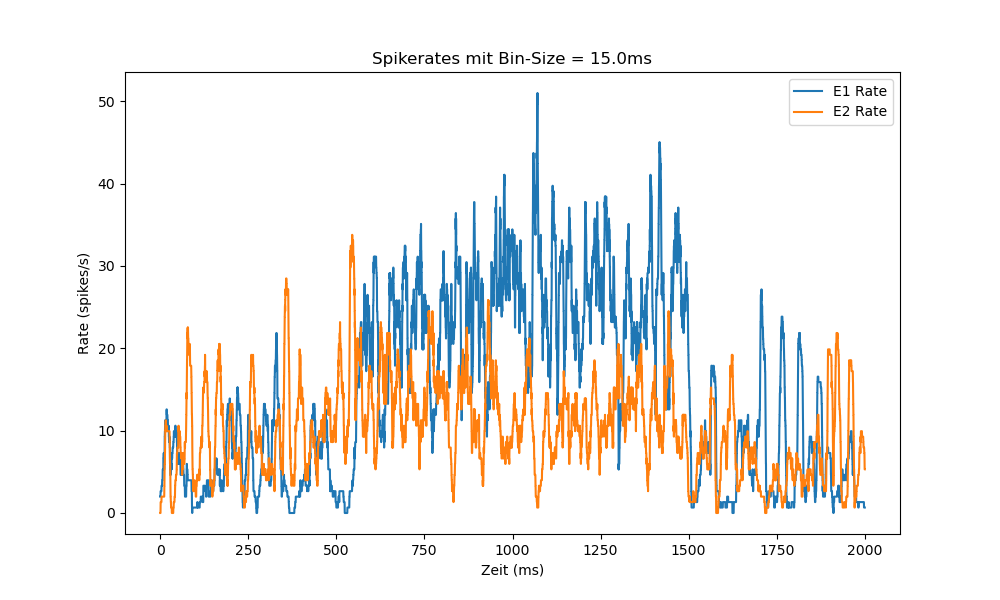 Spikerates mit Bin-Size = 15.0ms
E1 Rate
E2 Rate
50
40
30
20
10
0
Rate (spikes/s)
0 250 500 750 1000 1250 1500 1750 2000
Zeit (ms)